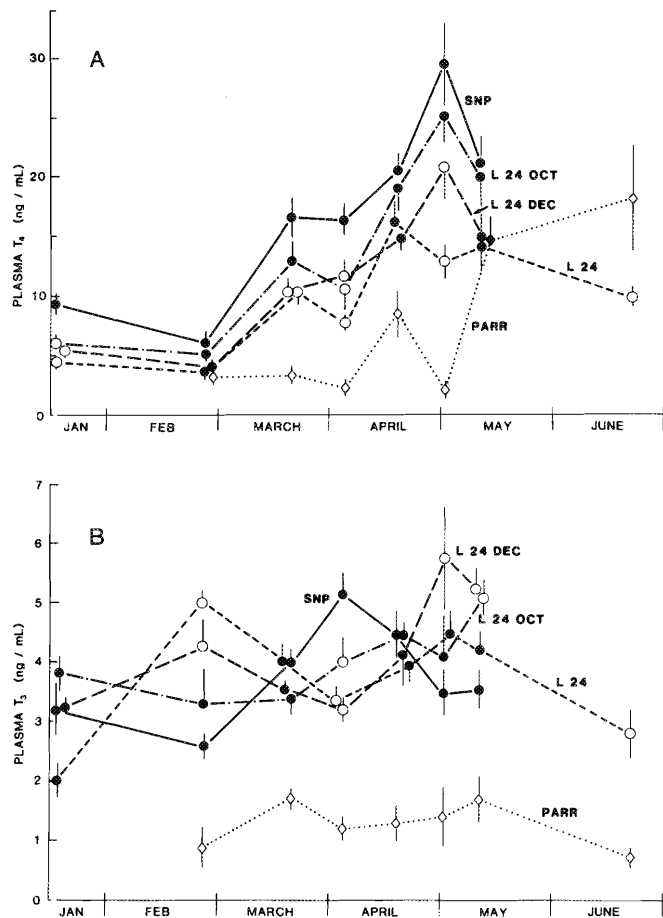 A
30
20
10
0
PLASMA T4 (ng / mL)
SNP
L 24 OCT
L 24 DEC
L 24
PARR
JAN FEB MARCH APRIL MAY JUNE
B
7
6
5
4
3
2
1
0
PLASMA T3 (ng / mL)
L 24 DEC
SNP
L 24 OCT
L 24
PARR
JAN FEB MARCH APRIL MAY JUNE